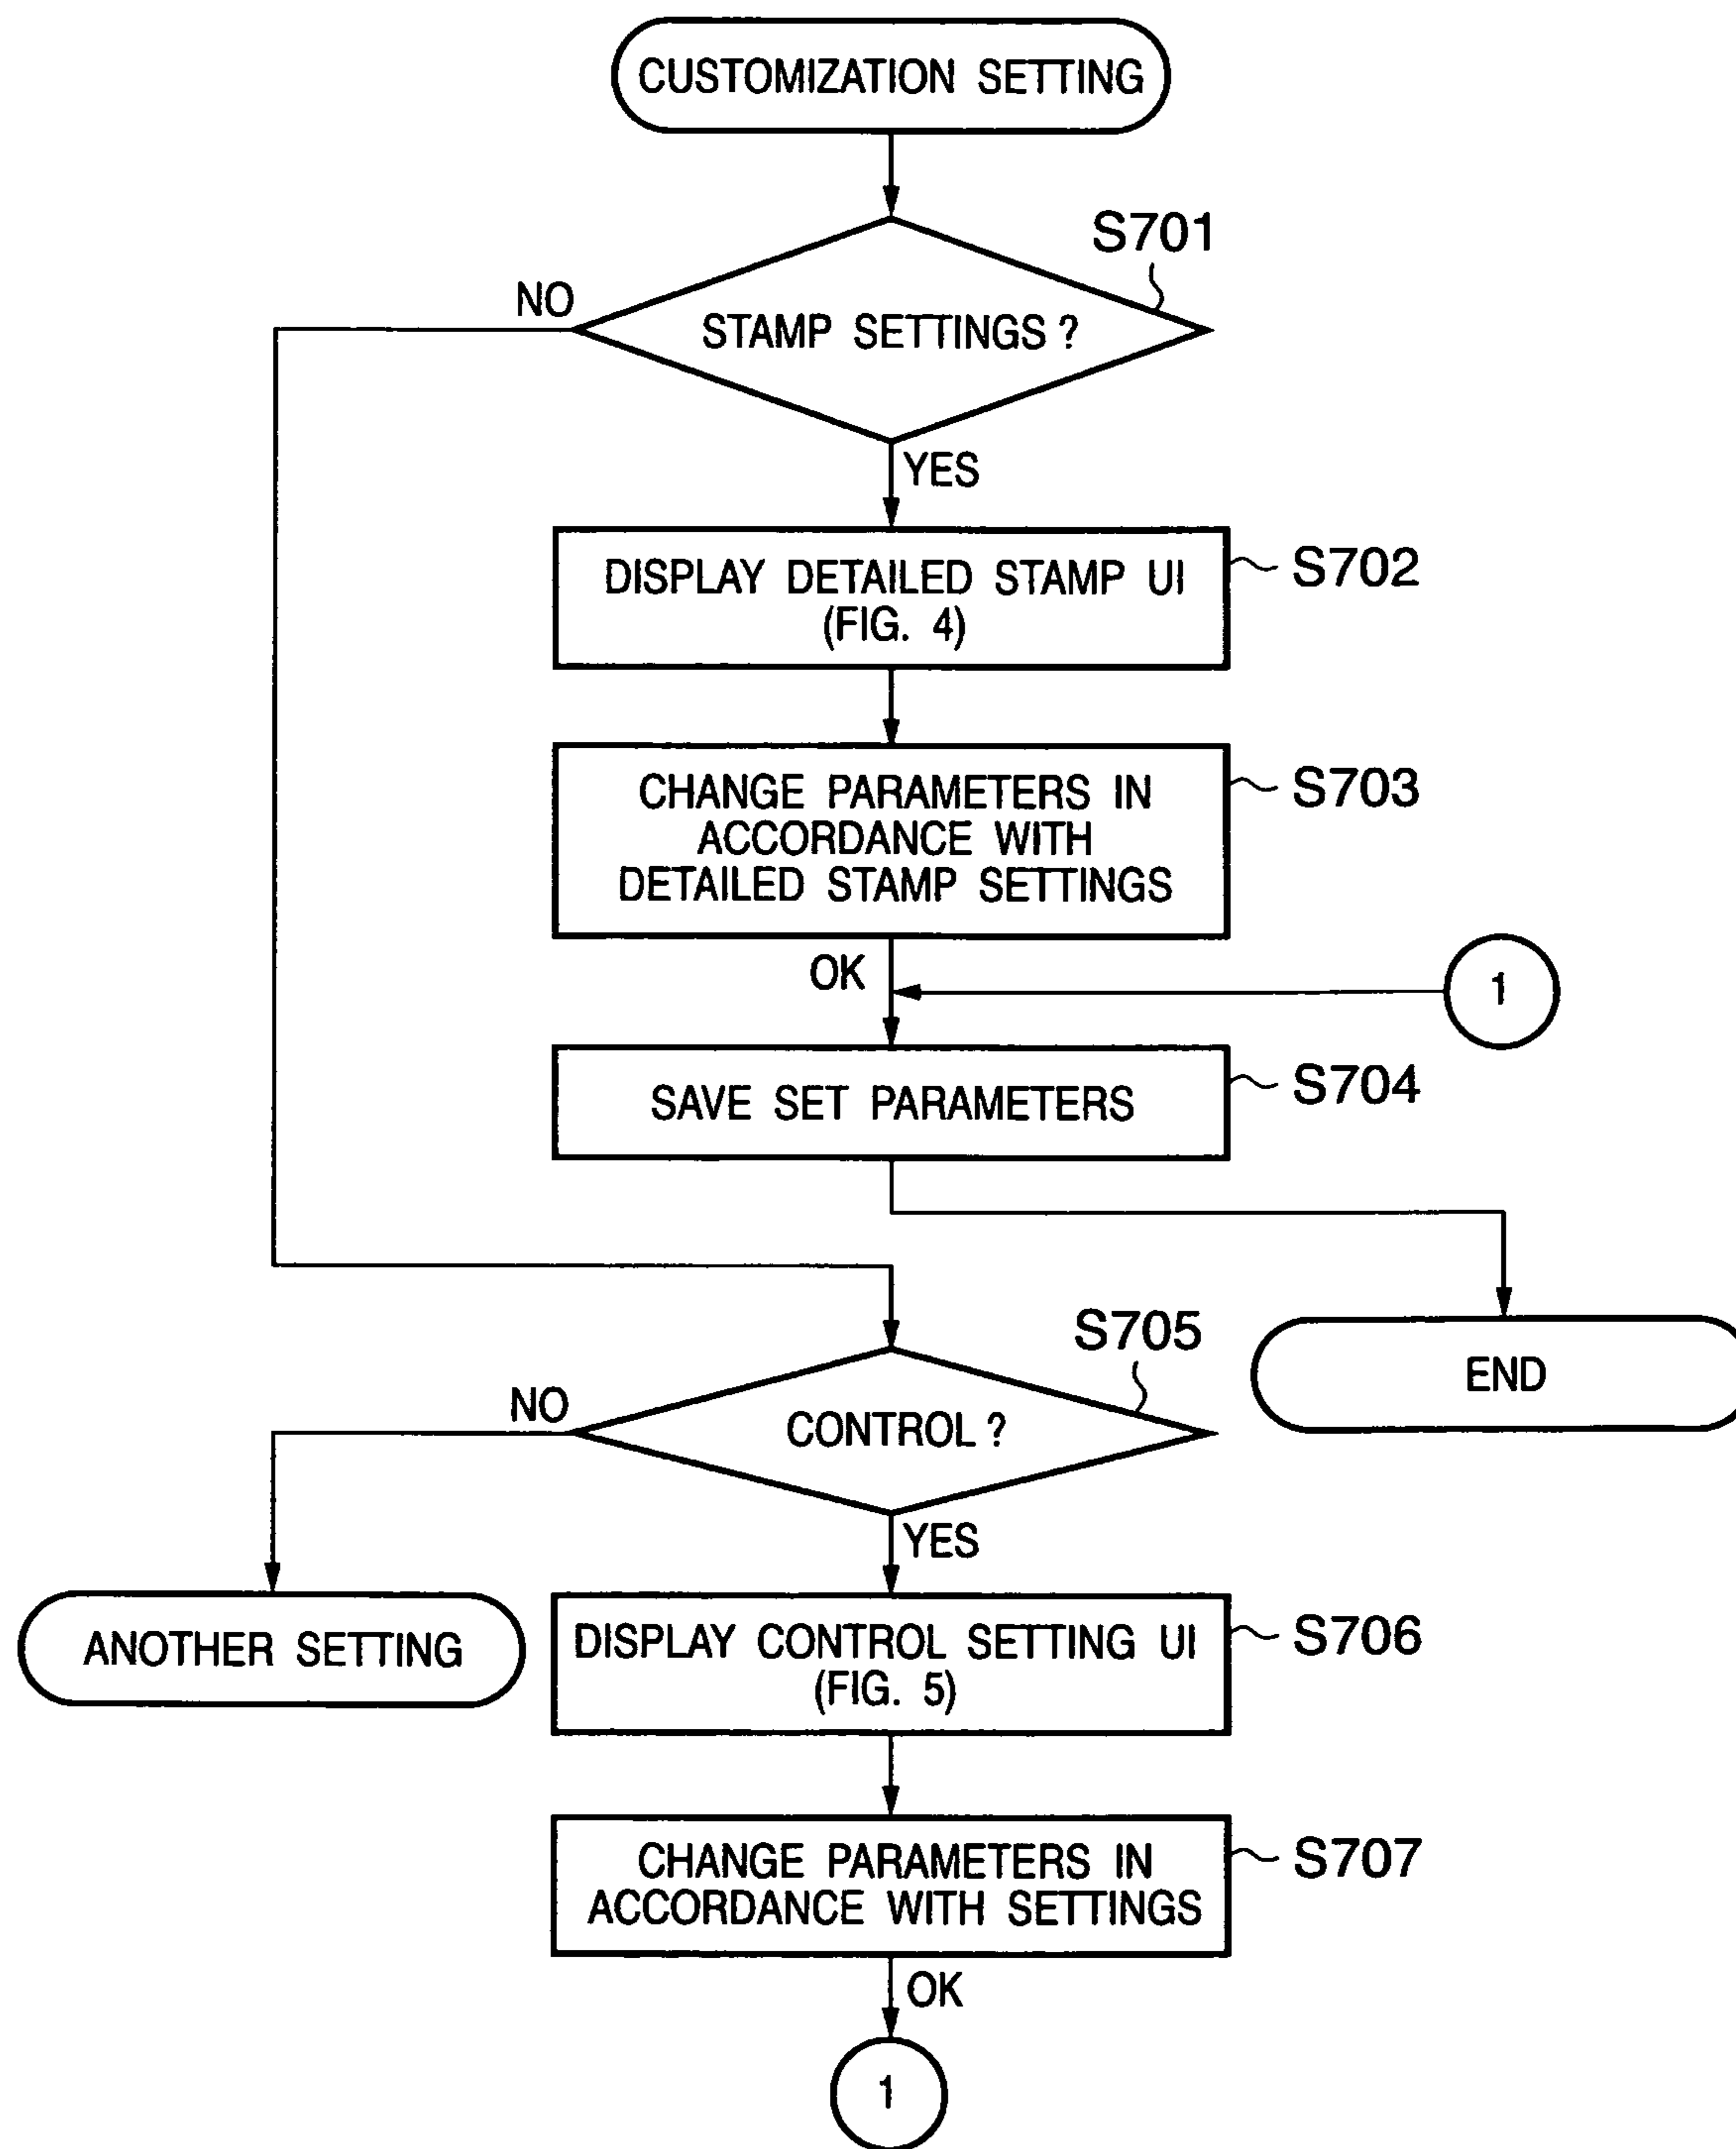 CUSTOMIZATION SETTING
S701
NO
STAMP SETTINGS ?
YES
DISPLAY DETAILED STAMP UI
(FIG. 4)
S702
CHANGE PARAMETERS IN
ACCORDANCE WITH
DETAILED STAMP SETTINGS
S703
OK
1
SAVE SET PARAMETERS
S704
S705
END
NO
CONTROL ?
YES
ANOTHER SETTING
DISPLAY CONTROL SETTING UI
(FIG. 5)
S706
CHANGE PARAMETERS IN
ACCORDANCE WITH SETTINGS
S707
OK
1